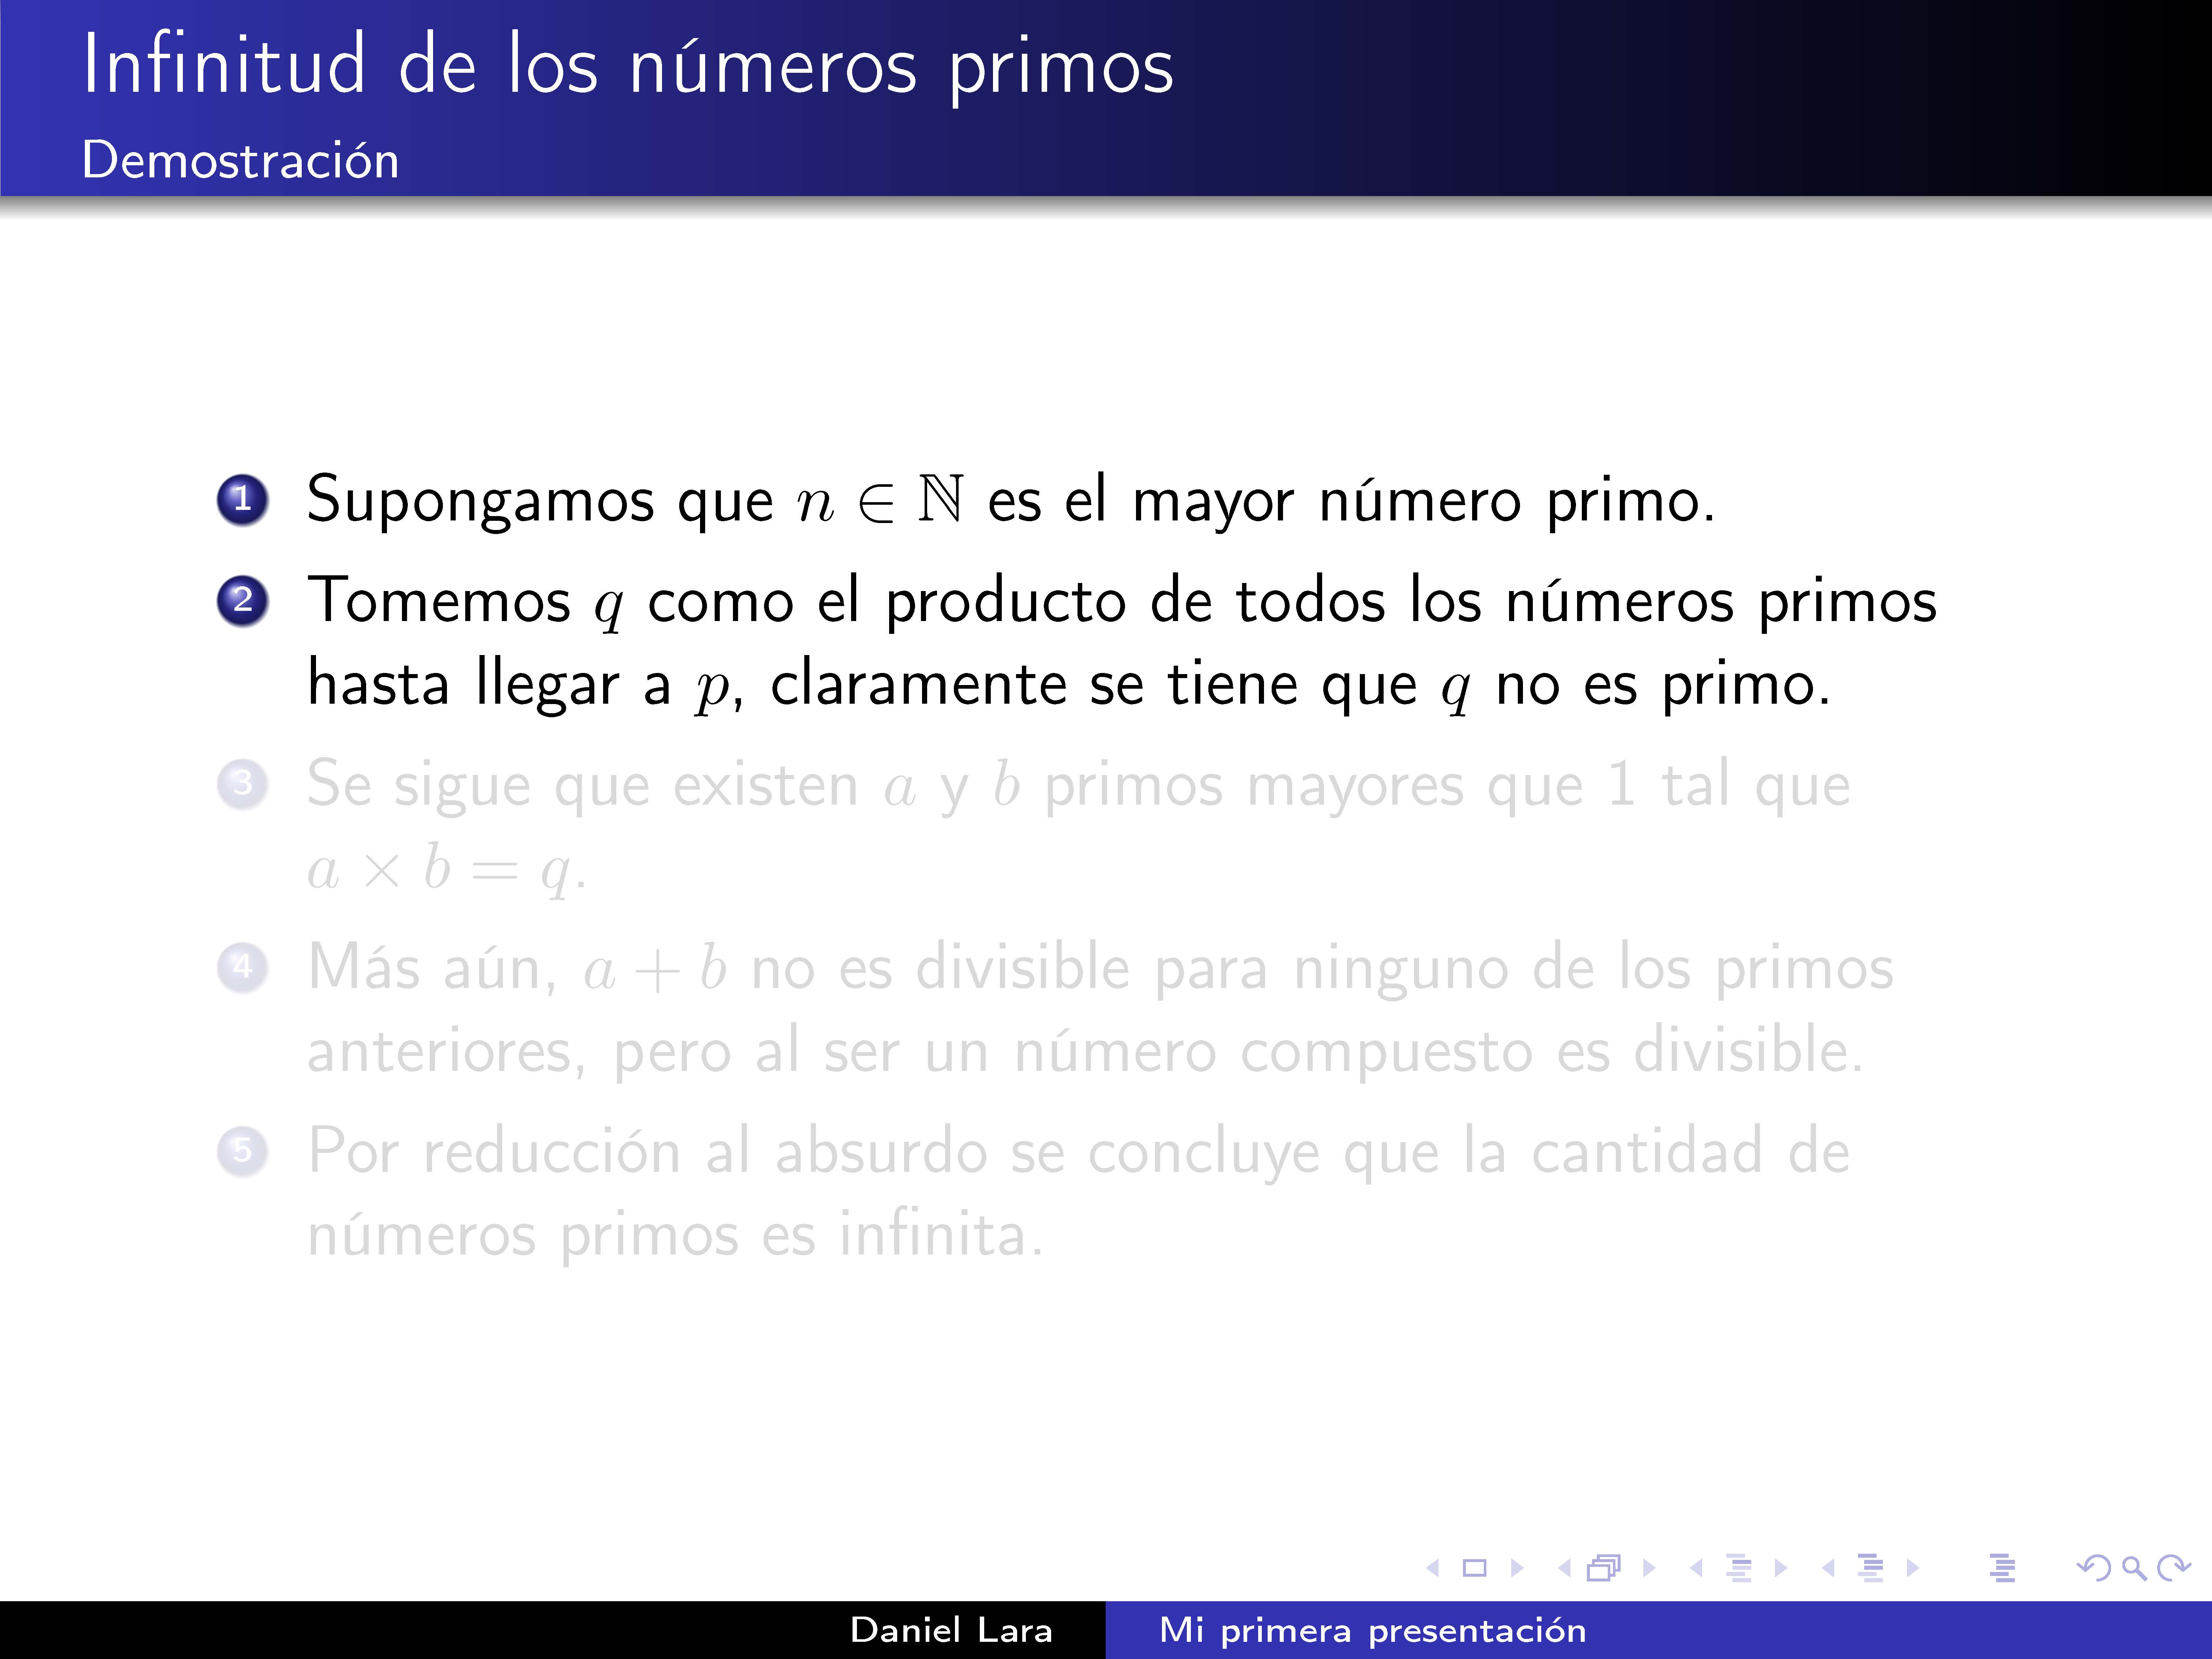 Infinitud de los números primos
Demostración
1 Supongamos que n ∈ ℕ es el mayor número primo.
2 Tomemos q como el producto de todos los números primos
hasta llegar a p, claramente se tiene que q no es primo.
3 Se sigue que existen a y b primos mayores que 1 tal que
a × b = q.
4 Más aún, a + b no es divisible para ninguno de los primos
anteriores, pero al ser un número compuesto es divisible.
5 Por reducción al absurdo se concluye que la cantidad de
números primos es infinita.
Daniel Lara Mi primera presentación